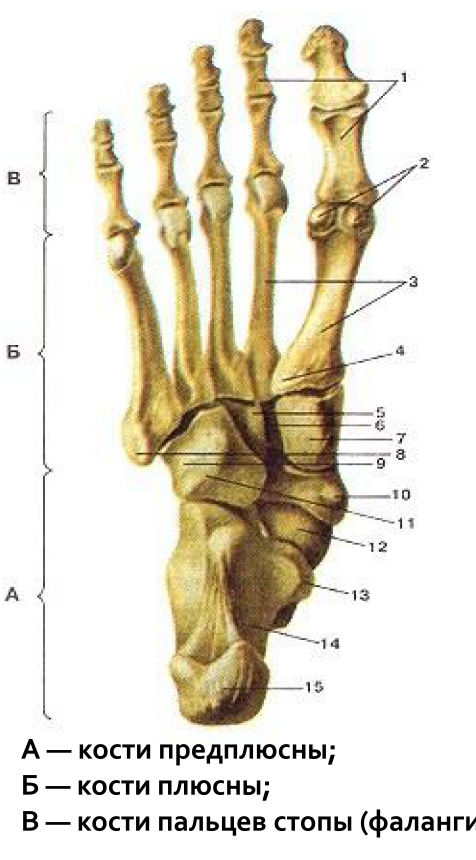 1
2
В
3
4
Б
5
6
7
8
9
10
11
12
13
А
14
15
А — кости предплюсны;
Б — кости плюсны;
В — кости пальцев стопы (фаланги